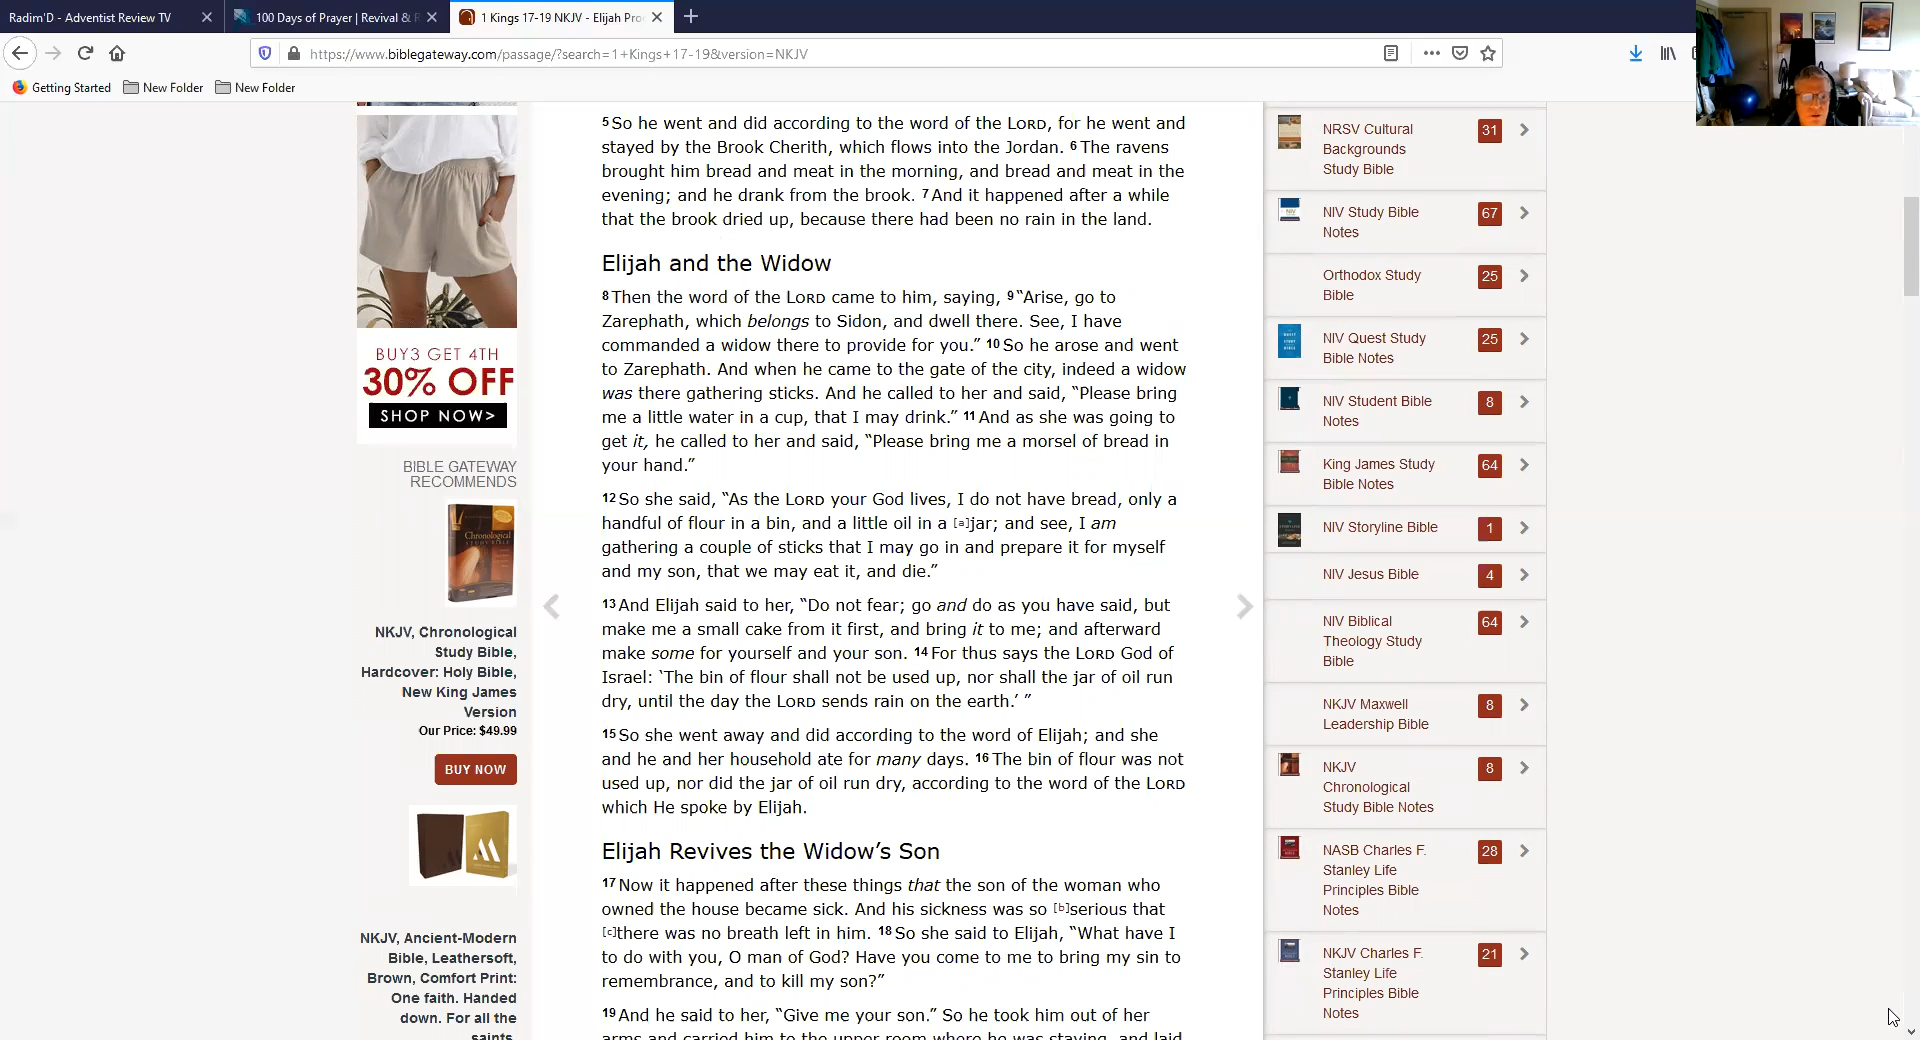 Radim'D - Adventist Review TV
100 Days of Prayer | Revival &
1 Kings 17-19 NKJV - Elijah Pro
https://www.biblegateway.com/passage/?search=1+Kings+17-19&version=NKJV
Getting Started
New Folder
New Folder
BUY3 GET 4TH
30% OFF
SHOP NOW>
BIBLE GATEWAY
RECOMMENDS
Chronological
STUDY BIBLE
NKJV, Chronological
Study Bible,
Hardcover: Holy Bible,
New King James
Version
Our Price: $49.99
BUY NOW
NKJV, Ancient-Modern
Bible, Leathersoft,
Brown, Comfort Print:
One faith. Handed
down. For all the
saints.
5 So he went and did according to the word of the LORD, for he went and
stayed by the Brook Cherith, which flows into the Jordan. 6 The ravens
brought him bread and meat in the morning, and bread and meat in the
evening; and he drank from the brook. 7 And it happened after a while
that the brook dried up, because there had been no rain in the land.
Elijah and the Widow
8 Then the word of the LORD came to him, saying, 9 “Arise, go to
Zarephath, which belongs to Sidon, and dwell there. See, I have
commanded a widow there to provide for you.” 10 So he arose and went
to Zarephath. And when he came to the gate of the city, indeed a widow
was there gathering sticks. And he called to her and said, “Please bring
me a little water in a cup, that I may drink.” 11 And as she was going to
get it, he called to her and said, “Please bring me a morsel of bread in
your hand.”
12 So she said, “As the LORD your God lives, I do not have bread, only a
handful of flour in a bin, and a little oil in a [a]jar; and see, I am
gathering a couple of sticks that I may go in and prepare it for myself
and my son, that we may eat it, and die.”
13 And Elijah said to her, “Do not fear; go and do as you have said, but
make me a small cake from it first, and bring it to me; and afterward
make some for yourself and your son. 14 For thus says the LORD God of
Israel: ‘The bin of flour shall not be used up, nor shall the jar of oil run
dry, until the day the LORD sends rain on the earth.’ ”
15 So she went away and did according to the word of Elijah; and she
and he and her household ate for many days. 16 The bin of flour was not
used up, nor did the jar of oil run dry, according to the word of the LORD
which He spoke by Elijah.
Elijah Revives the Widow’s Son
17 Now it happened after these things that the son of the woman who
owned the house became sick. And his sickness was so [b]serious that
[c]there was no breath left in him. 18 So she said to Elijah, “What have I
to do with you, O man of God? Have you come to me to bring my sin to
remembrance, and to kill my son?”
19 And he said to her, “Give me your son.” So he took him out of her
arms and carried him to the upper room where he was staying, and laid
NRSV Cultural 31
Backgrounds
Study Bible
NIV Study Bible 67
Notes
Orthodox Study 25
Bible
NIV Quest Study 25
Bible Notes
NIV Student Bible 8
Notes
King James Study 64
Bible Notes
NIV Storyline Bible 1
NIV Jesus Bible 4
NIV Biblical 64
Theology Study
Bible
NKJV Maxwell 8
Leadership Bible
NKJV 8
Chronological
Study Bible Notes
NASB Charles F. 28
Stanley Life
Principles Bible
Notes
NKJV Charles F. 21
Stanley Life
Principles Bible
Notes